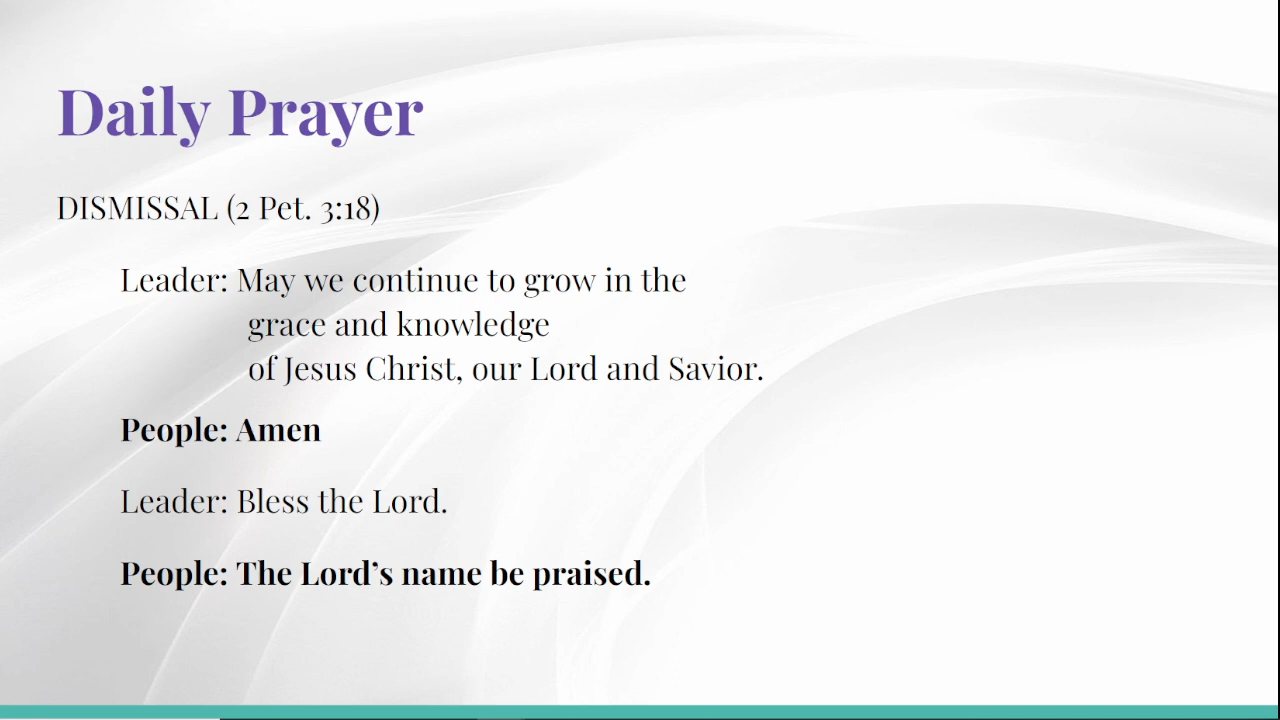 Daily Prayer
DISMISSAL (2 Pet. 3:18)
Leader: May we continue to grow in the
grace and knowledge
of Jesus Christ, our Lord and Savior.
People: Amen
Leader: Bless the Lord.
People: The Lord’s name be praised.